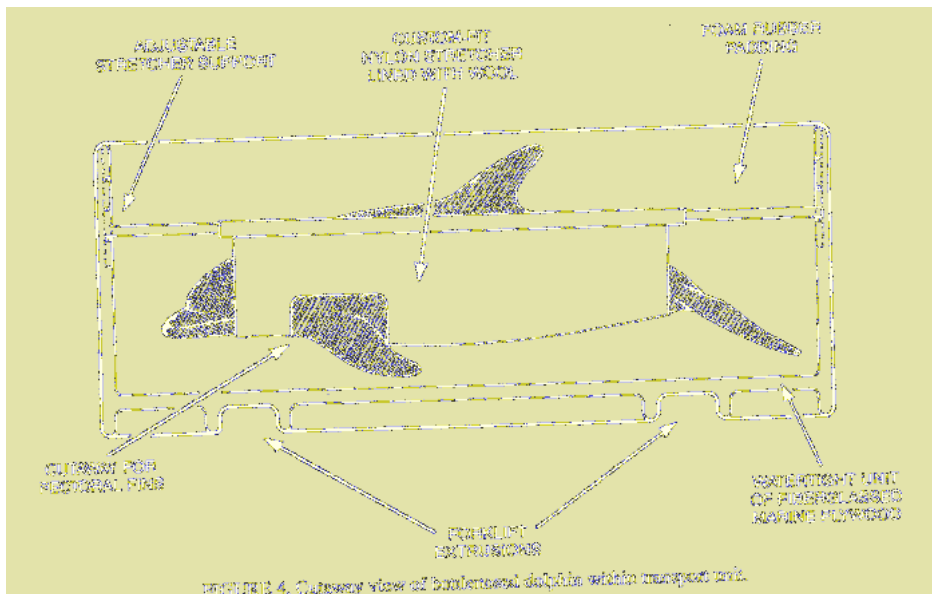 ADJUSTABLE
STRETCHER SUPPORT
CUSTOM-FIT
NYLON STRETCHER
LINED WITH WOOL
FOAM RUBBER
PADDING
CUTOUT FOR
PECTORAL FINS
FORKLIFT
EXTRUSIONS
WATERTIGHT UNIT
OF FIBERGLASSED
MARINE PLYWOOD
FIGURE 4. Cutaway view of bottlenosed dolphin within transport unit.